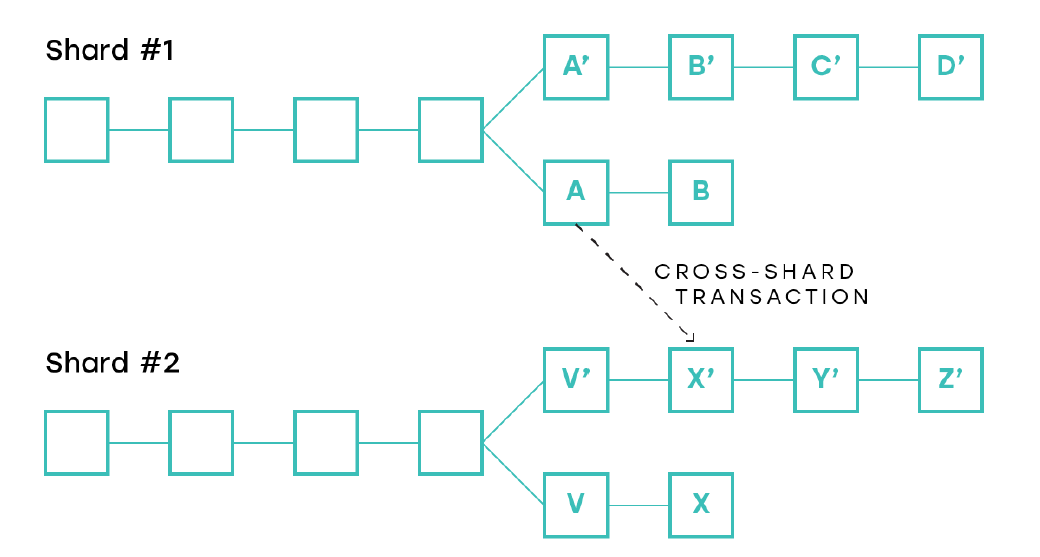 Shard #1
A’ B’ C’ D’
A B
CROSS-SHARD
TRANSACTION
Shard #2
V’ X’ Y’ Z’
V X